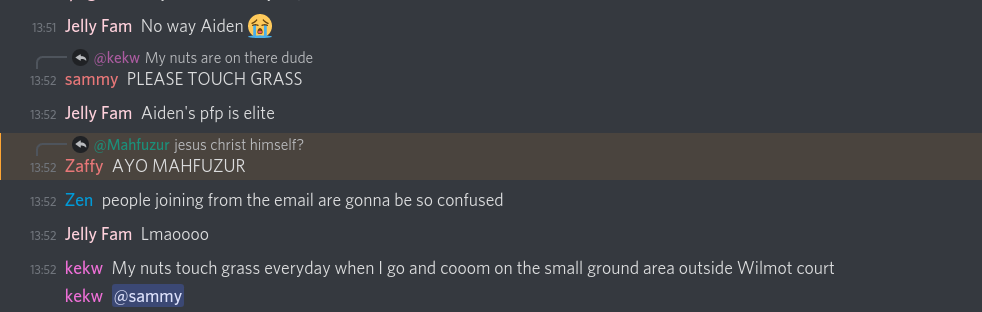 13:51 Jelly Fam No way Aiden 😭
@kekw My nuts are on there dude
13:52 sammy PLEASE TOUCH GRASS
13:52 Jelly Fam Aiden's pfp is elite
@Mahfuzur jesus christ himself?
13:52 Zaffy AYO MAHFUZUR
13:52 Zen people joining from the email are gonna be so confused
13:52 Jelly Fam Lmaoooo
13:52 kekw My nuts touch grass everyday when I go and cooom on the small ground area outside Wilmot court
kekw @sammy